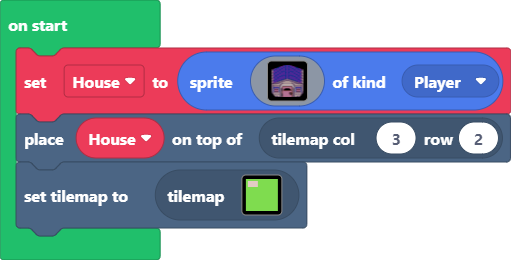 on start
set House to sprite of kind Player
place House on top of tilemap col 3 row 2
set tilemap to tilemap